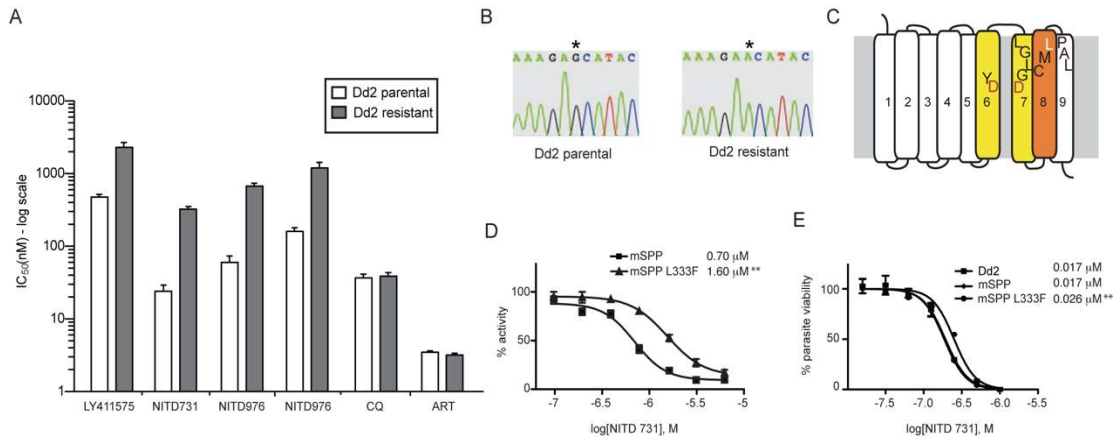 A
10000
1000
100
10
1
IC50(nM) - log scale
Dd2 parental
Dd2 resistant
LY411575 NITD731 NITD976 NITD976 CQ ART
B
*
A A A G A G C A T A C
Dd2 parental
*
A A A G A A C A T A C
Dd2 resistant
C
1 2 3 4 5 6 7 8 9
Y
D
L
G
I
G
D
L
M
C
P
A
L
D
mSPP 0.70 μM
mSPP L333F 1.60 μM**
100
50
0
% activity
-7 -6.5 -6 -5.5 -5
log[NITD 731], M
E
Dd2 0.017 μM
mSPP 0.017 μM
mSPP L333F 0.026 μM**
100
50
0
% parasite viability
-7.5 -7.0 -6.5 -6.0 -5.5
log[NITD 731], M